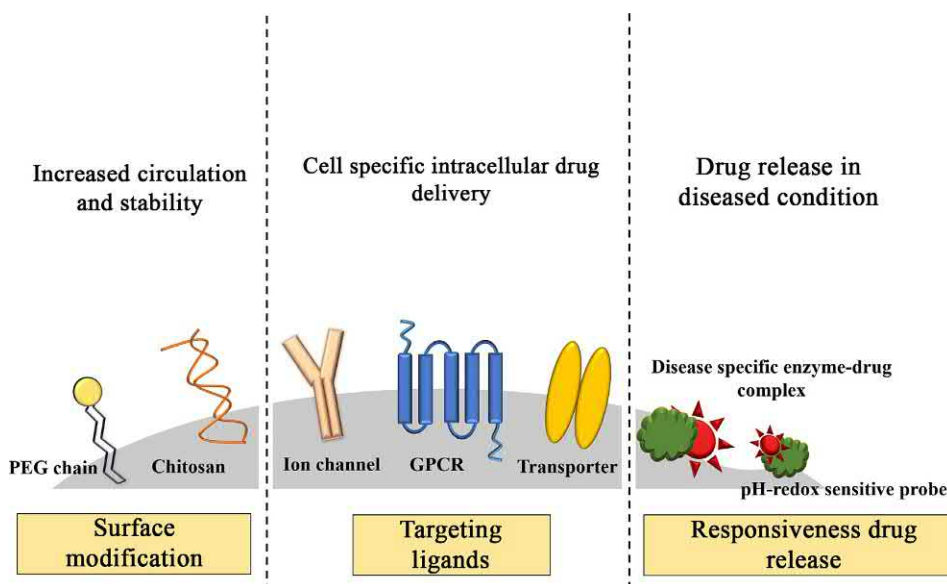 Increased circulation
and stability
PEG chain
Chitosan
Surface
modification
Cell specific intracellular drug
delivery
Ion channel
GPCR
Transporter
Targeting
ligands
Drug release in
diseased condition
Disease specific enzyme-drug
complex
pH-redox sensitive probe
Responsiveness drug
release